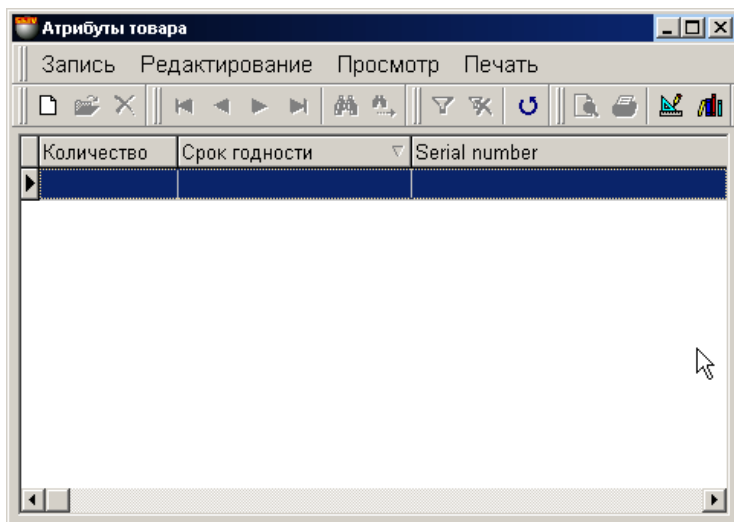 Атрибуты товара
Запись Редактирование Просмотр Печать
Количество Срок годности Serial number